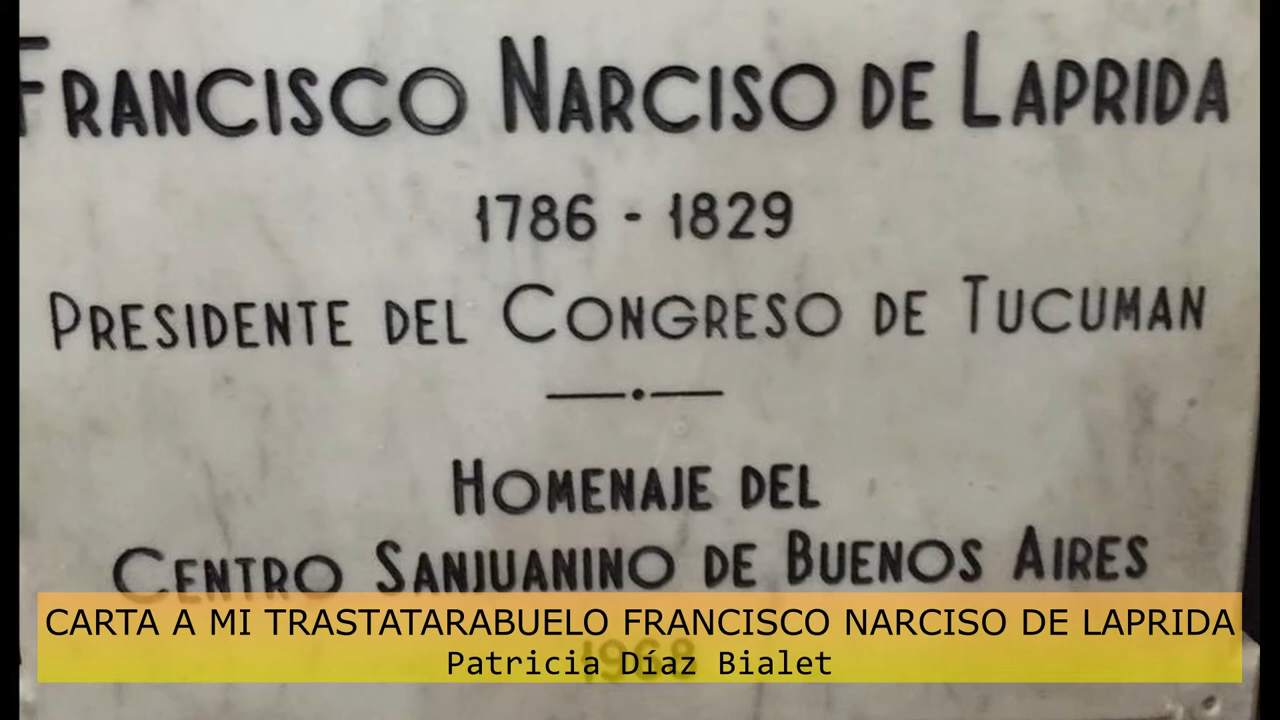 FRANCISCO NARCISO DE LAPRIDA
1786 - 1829
PRESIDENTE DEL CONGRESO DE TUCUMAN
HOMENAJE DEL
CENTRO SANJUANINO DE BUENOS AIRES
CARTA A MI TRASTATARABUELO FRANCISCO NARCISO DE LAPRIDA
1968
Patricia Díaz Bialet